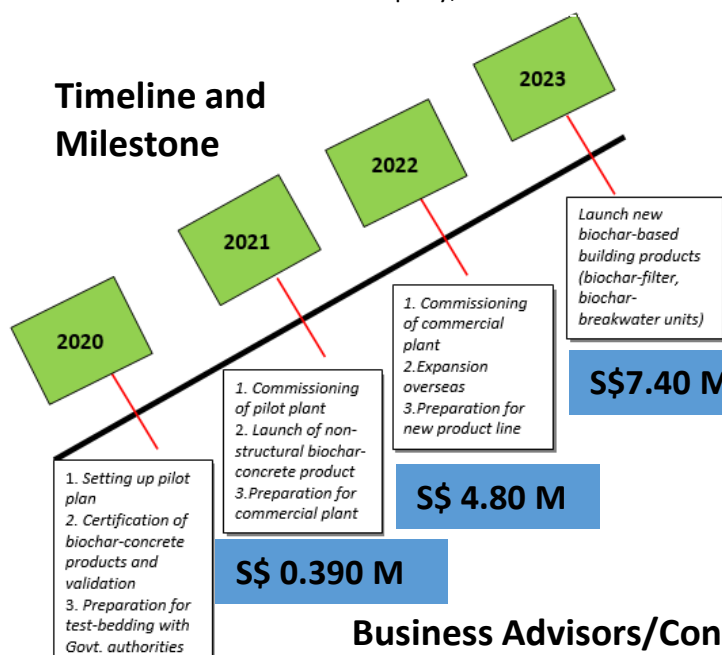 Timeline and
Milestone
2020
2021
2022
2023
1. Setting up pilot
plan
2. Certification of
biochar-concrete
products and
validation
3. Preparation for
test-bedding with
Govt. authorities
1. Commissioning
of pilot plant
2. Launch of non-
structural biochar-
concrete product
3.Preparation for
commercial plant
S$ 0.390 M
1. Commissioning
of commercial
plant
2.Expansion
overseas
3.Preparation for
new product line
S$ 4.80 M
Launch new
biochar-based
building products
(biochar-filter,
biochar-
breakwater units)
S$7.40 M
Business Advisors/Con